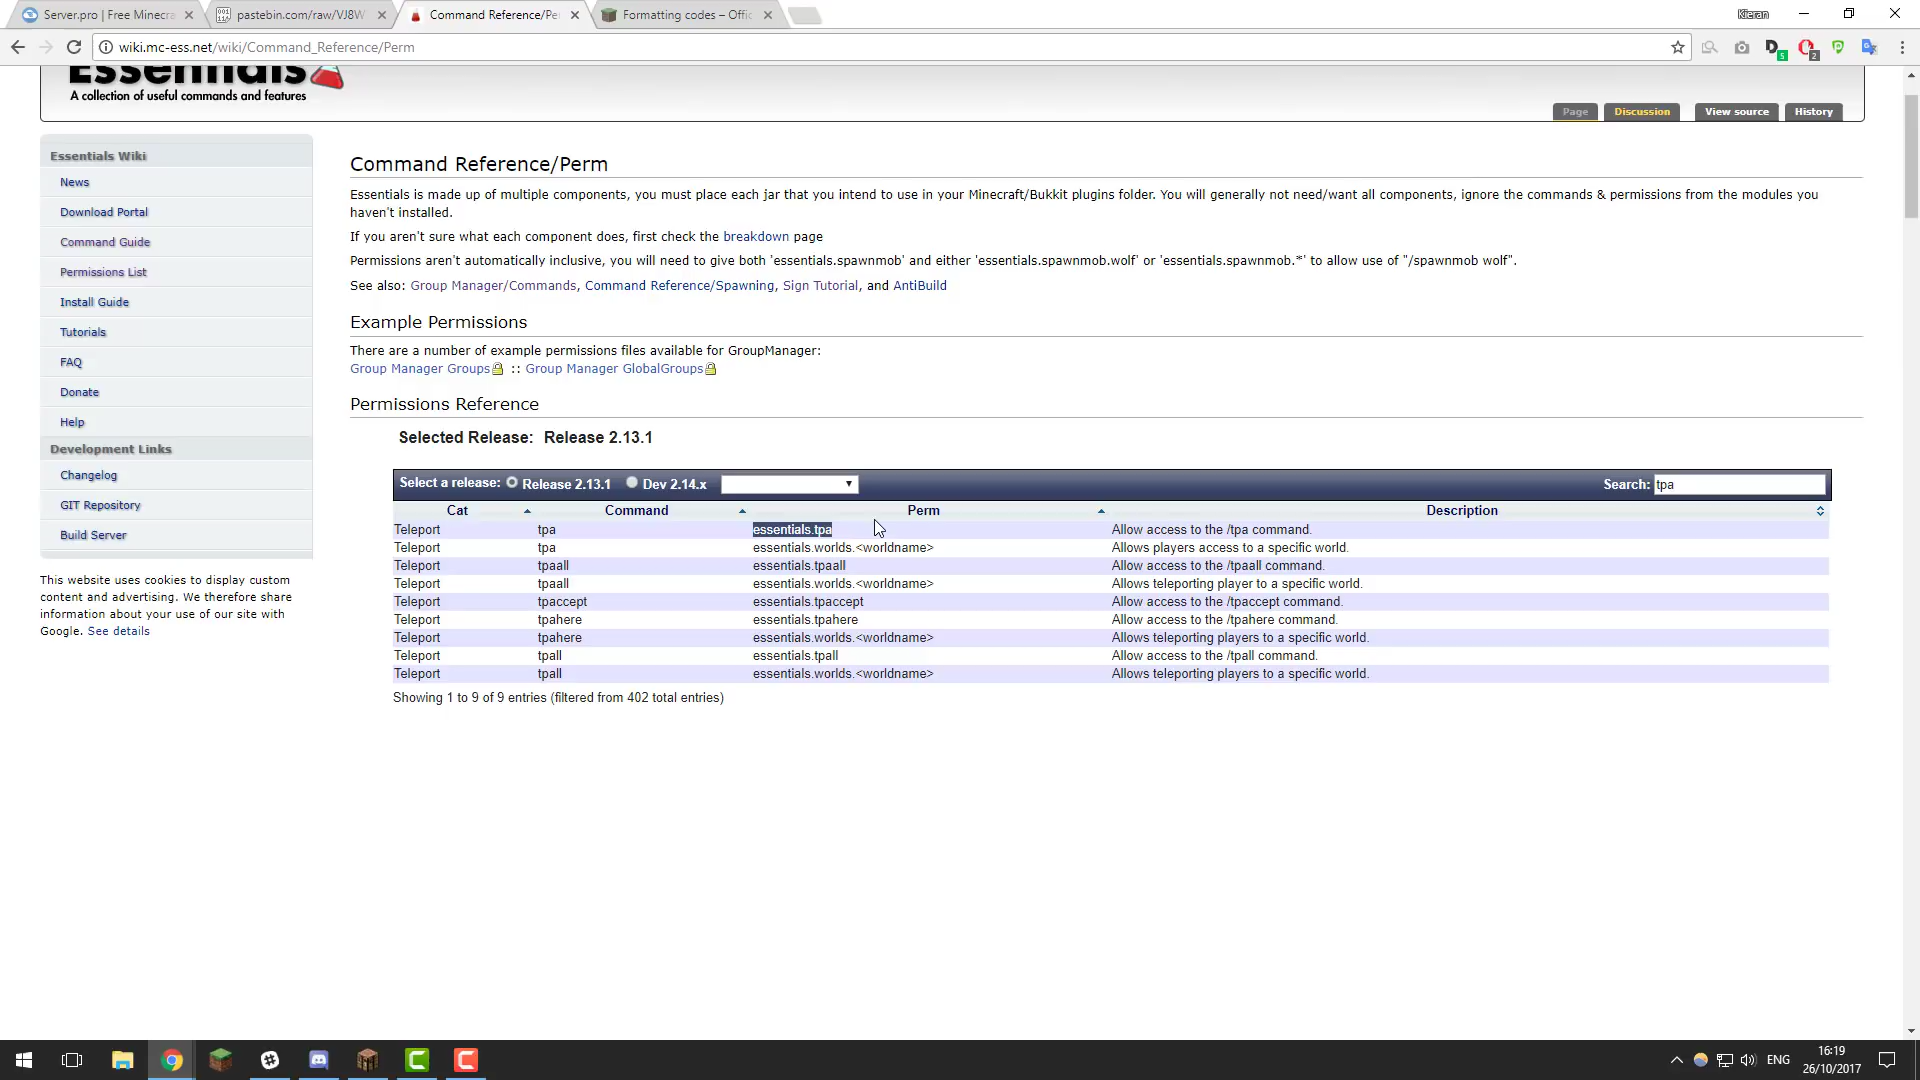 Server.pro | Free Minecra
pastebin.com/raw/VJ8W
Command Reference/Pe
Formatting codes – Offic
Kieran
wiki.mc-ess.net/wiki/Command_Reference/Perm
5
2
Essentials
A collection of useful commands and features
Page
Discussion
View source
History
Essentials Wiki
News
Download Portal
Command Guide
Permissions List
Install Guide
Tutorials
FAQ
Donate
Help
Development Links
Changelog
GIT Repository
Build Server
This website uses cookies to display custom
content and advertising. We therefore share
information about your use of our site with
Google. See details
Command Reference/Perm
Essentials is made up of multiple components, you must place each jar that you intend to use in your Minecraft/Bukkit plugins folder. You will generally not need/want all components, ignore the commands & permissions from the modules you
haven't installed.
If you aren't sure what each component does, first check the breakdown page
Permissions aren't automatically inclusive, you will need to give both 'essentials.spawnmob' and either 'essentials.spawnmob.wolf' or 'essentials.spawnmob.*' to allow use of "/spawnmob wolf".
See also: Group Manager/Commands, Command Reference/Spawning, Sign Tutorial, and AntiBuild
Example Permissions
There are a number of example permissions files available for GroupManager:
Group Manager Groups :: Group Manager GlobalGroups
Permissions Reference
Selected Release: Release 2.13.1
Select a release: Release 2.13.1 Dev 2.14.x Search: tpa
Cat Command Perm Description
Teleport tpa essentials.tpa Allow access to the /tpa command.
Teleport tpa essentials.worlds.<worldname> Allows players access to a specific world.
Teleport tpaall essentials.tpaall Allow access to the /tpaall command.
Teleport tpaall essentials.worlds.<worldname> Allows teleporting player to a specific world.
Teleport tpaccept essentials.tpaccept Allow access to the /tpaccept command.
Teleport tpahere essentials.tpahere Allow access to the /tpahere command.
Teleport tpahere essentials.worlds.<worldname> Allows teleporting players to a specific world.
Teleport tpall essentials.tpall Allow access to the /tpall command.
Teleport tpall essentials.worlds.<worldname> Allows teleporting players to a specific world.
Showing 1 to 9 of 9 entries (filtered from 402 total entries)
ENG
16:19
26/10/2017